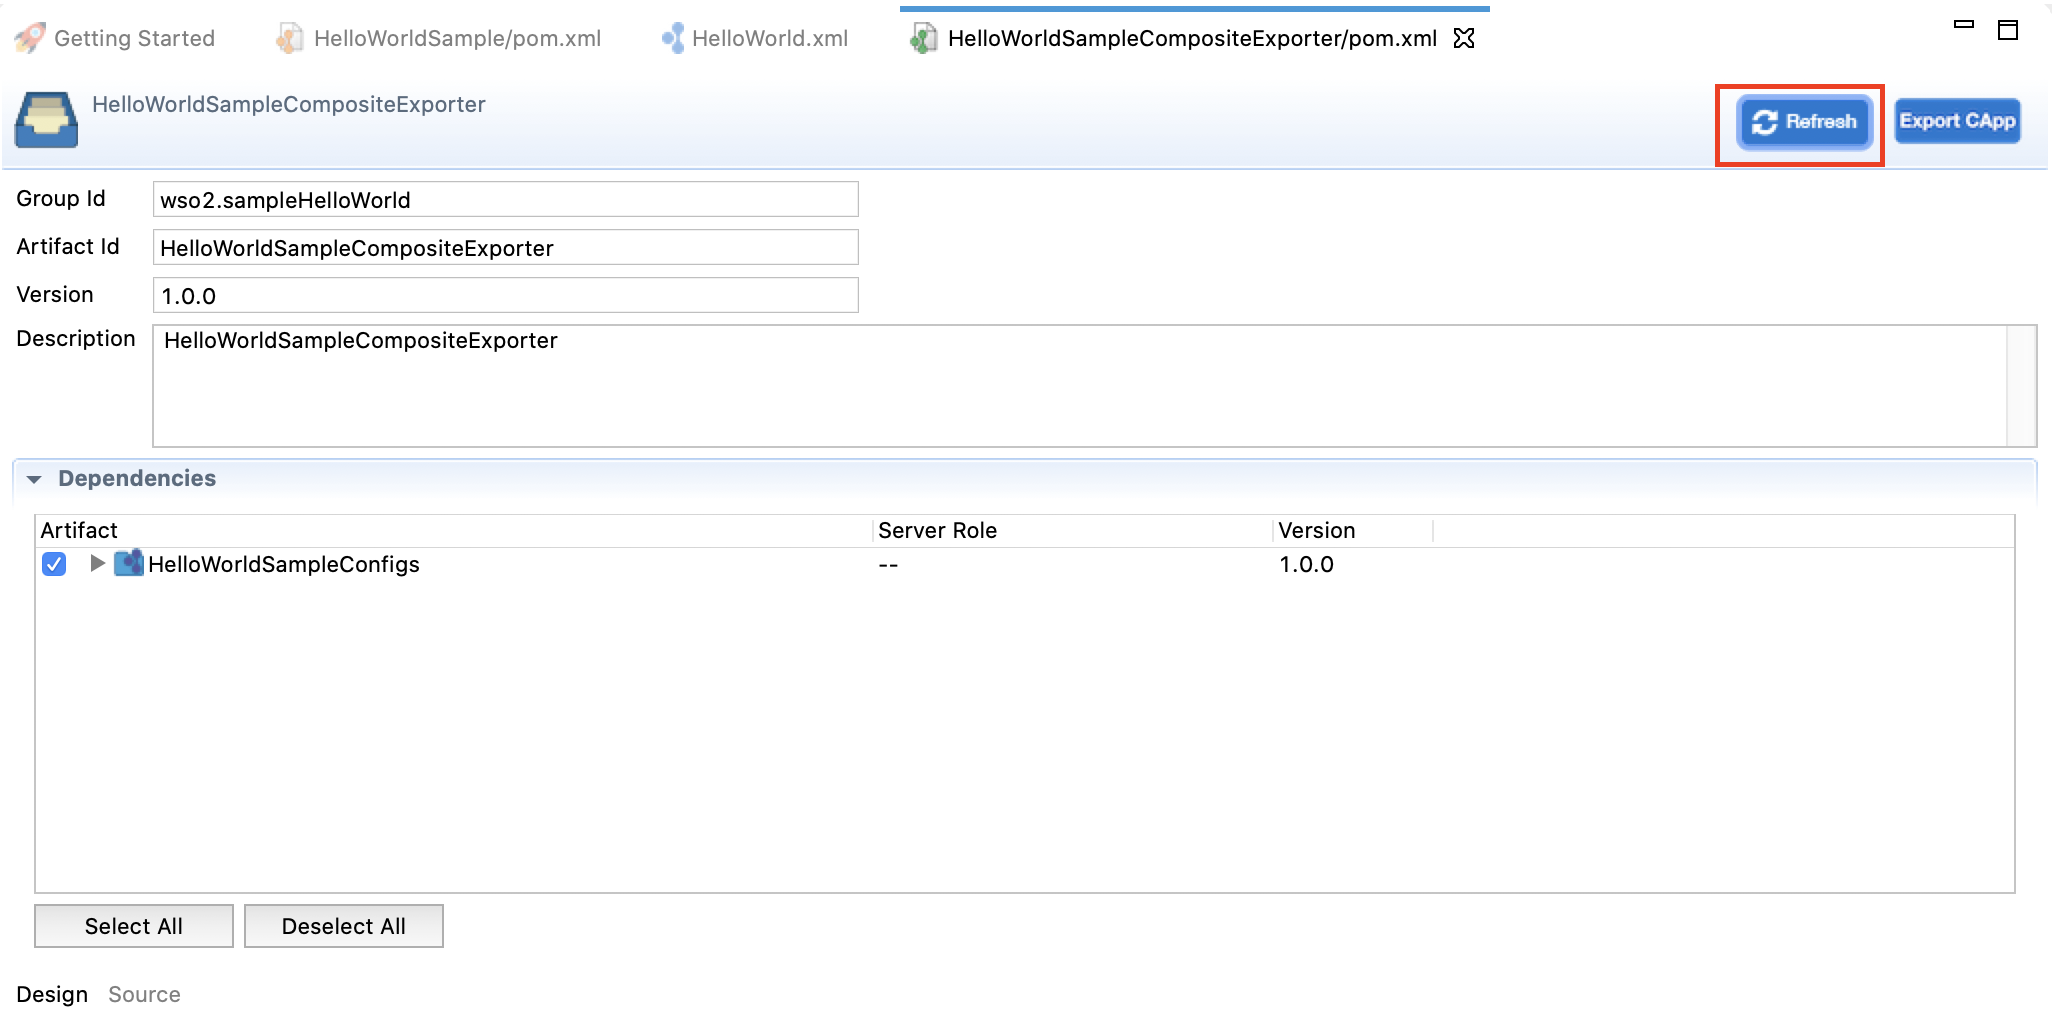 Getting Started HelloWorldSample/pom.xml HelloWorld.xml HelloWorldSampleCompositeExporter/pom.xml
HelloWorldSampleCompositeExporter
Refresh Export CApp
Group Id wso2.sampleHelloWorld
Artifact Id HelloWorldSampleCompositeExporter
Version 1.0.0
Description HelloWorldSampleCompositeExporter
Dependencies
Artifact Server Role Version
HelloWorldSampleConfigs -- 1.0.0
Select All Deselect All
Design Source